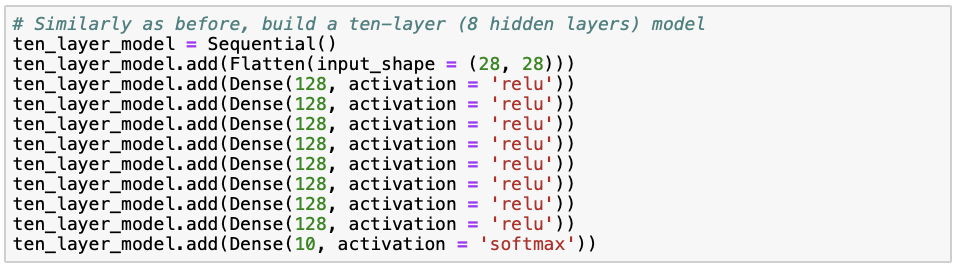 # Similarly as before, build a ten-layer (8 hidden layers) model
ten_layer_model = Sequential()
ten_layer_model.add(Flatten(input_shape = (28, 28)))
ten_layer_model.add(Dense(128, activation = 'relu'))
ten_layer_model.add(Dense(128, activation = 'relu'))
ten_layer_model.add(Dense(128, activation = 'relu'))
ten_layer_model.add(Dense(128, activation = 'relu'))
ten_layer_model.add(Dense(128, activation = 'relu'))
ten_layer_model.add(Dense(128, activation = 'relu'))
ten_layer_model.add(Dense(128, activation = 'relu'))
ten_layer_model.add(Dense(128, activation = 'relu'))
ten_layer_model.add(Dense(10, activation = 'softmax'))